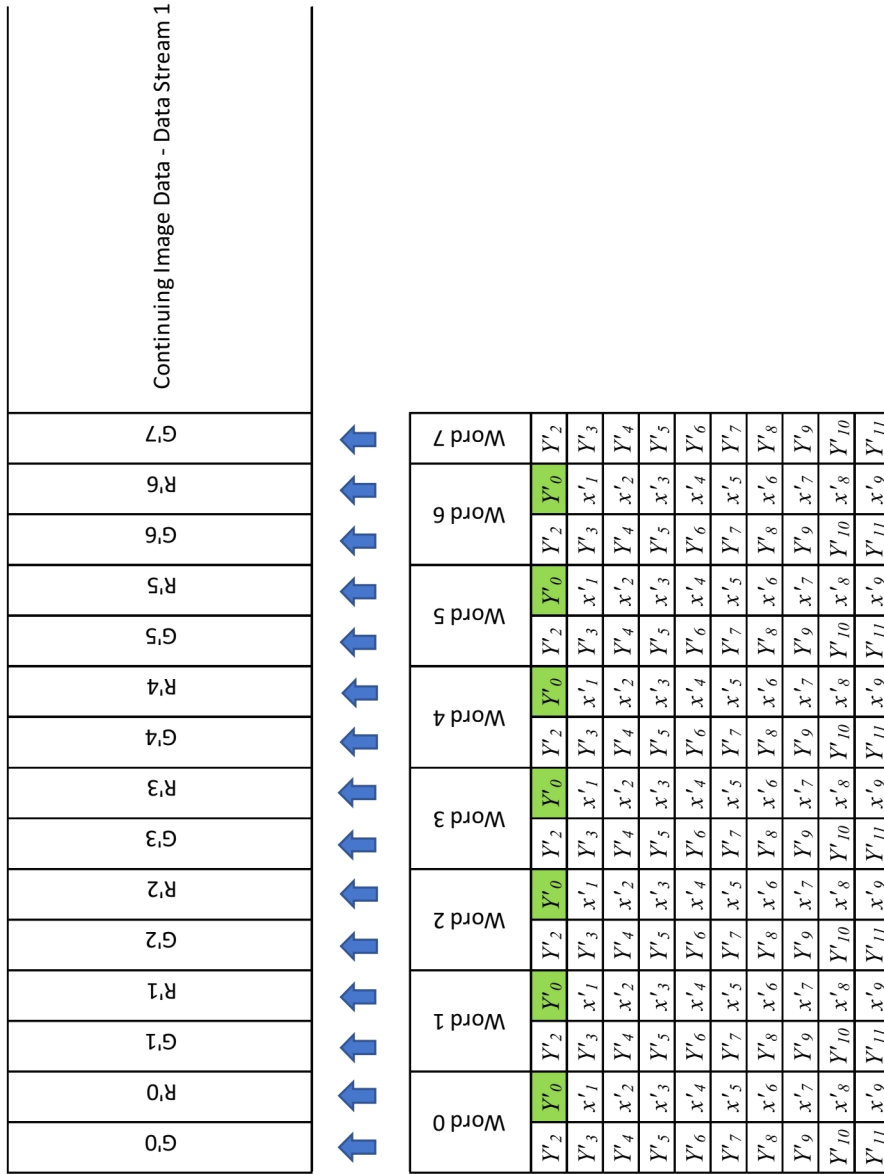 Continuing Image Data - Data Stream 1
G'0 R'0 G'1 R'1 G'2 R'2 G'3 R'3 G'4 R'4 G'5 R'5 G'6 R'6 G'7
Word 0 Word 1 Word 2 Word 3 Word 4 Word 5 Word 6 Word 7
Y'2 Y'0 Y'2 Y'0 Y'2 Y'0 Y'2 Y'0 Y'2 Y'0 Y'2 Y'0 Y'2 Y'0 Y'2
Y'3 x'1 Y'3 x'1 Y'3 x'1 Y'3 x'1 Y'3 x'1 Y'3 x'1 Y'3 x'1 Y'3
Y'4 x'2 Y'4 x'2 Y'4 x'2 Y'4 x'2 Y'4 x'2 Y'4 x'2 Y'4 x'2 Y'4
Y'5 x'3 Y'5 x'3 Y'5 x'3 Y'5 x'3 Y'5 x'3 Y'5 x'3 Y'5 x'3 Y'5
Y'6 x'4 Y'6 x'4 Y'6 x'4 Y'6 x'4 Y'6 x'4 Y'6 x'4 Y'6 x'4 Y'6
Y'7 x'5 Y'7 x'5 Y'7 x'5 Y'7 x'5 Y'7 x'5 Y'7 x'5 Y'7 x'5 Y'7
Y'8 x'6 Y'8 x'6 Y'8 x'6 Y'8 x'6 Y'8 x'6 Y'8 x'6 Y'8 x'6 Y'8
Y'9 x'7 Y'9 x'7 Y'9 x'7 Y'9 x'7 Y'9 x'7 Y'9 x'7 Y'9 x'7 Y'9
Y'10 x'8 Y'10 x'8 Y'10 x'8 Y'10 x'8 Y'10 x'8 Y'10 x'8 Y'10 x'8 Y'10
Y'11 x'9 Y'11 x'9 Y'11 x'9 Y'11 x'9 Y'11 x'9 Y'11 x'9 Y'11 x'9 Y'11